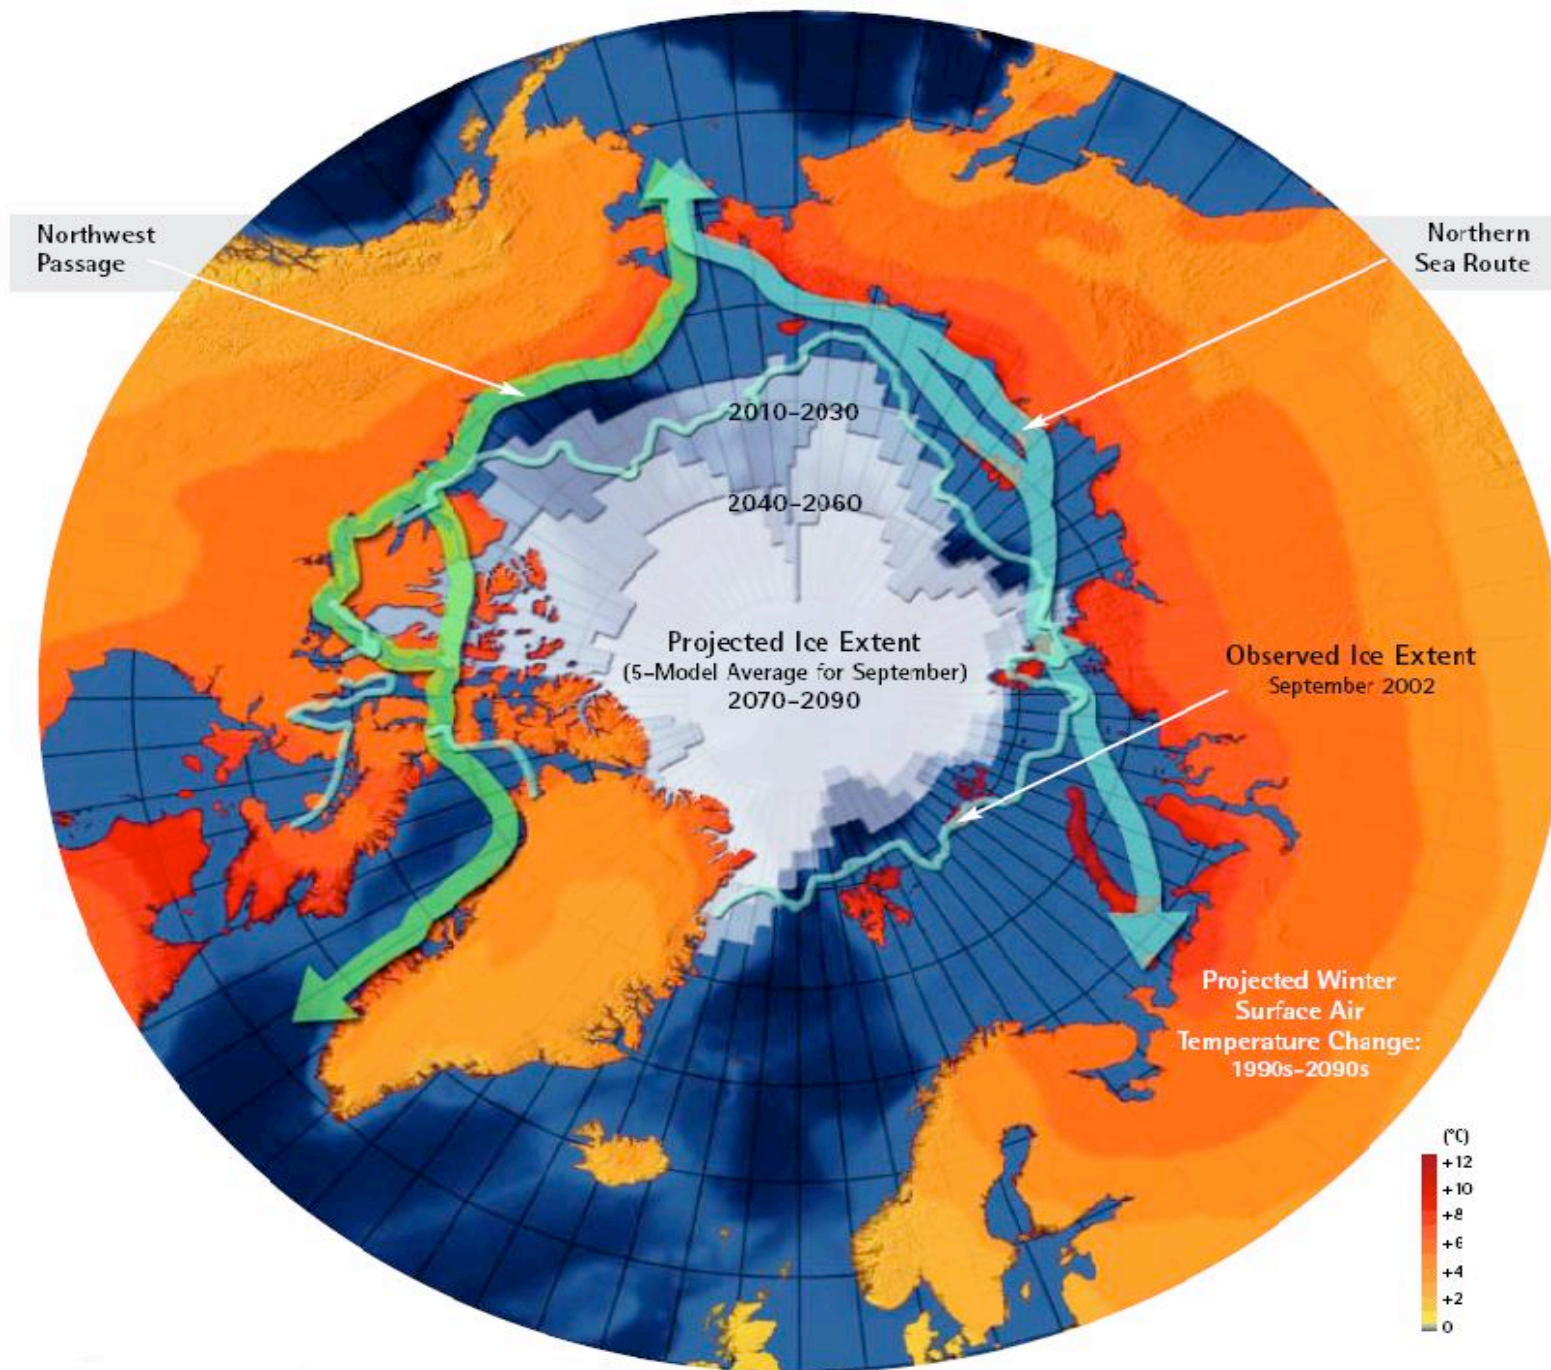 Northwest
Passage
Northern
Sea Route
2010–2030
2040–2060
Projected Ice Extent
(5–Model Average for September)
2070–2090
Observed Ice Extent
September 2002
Projected Winter
Surface Air
Temperature Change:
1990s–2090s
(°C)
+12
+10
+8
+6
+4
+2
0